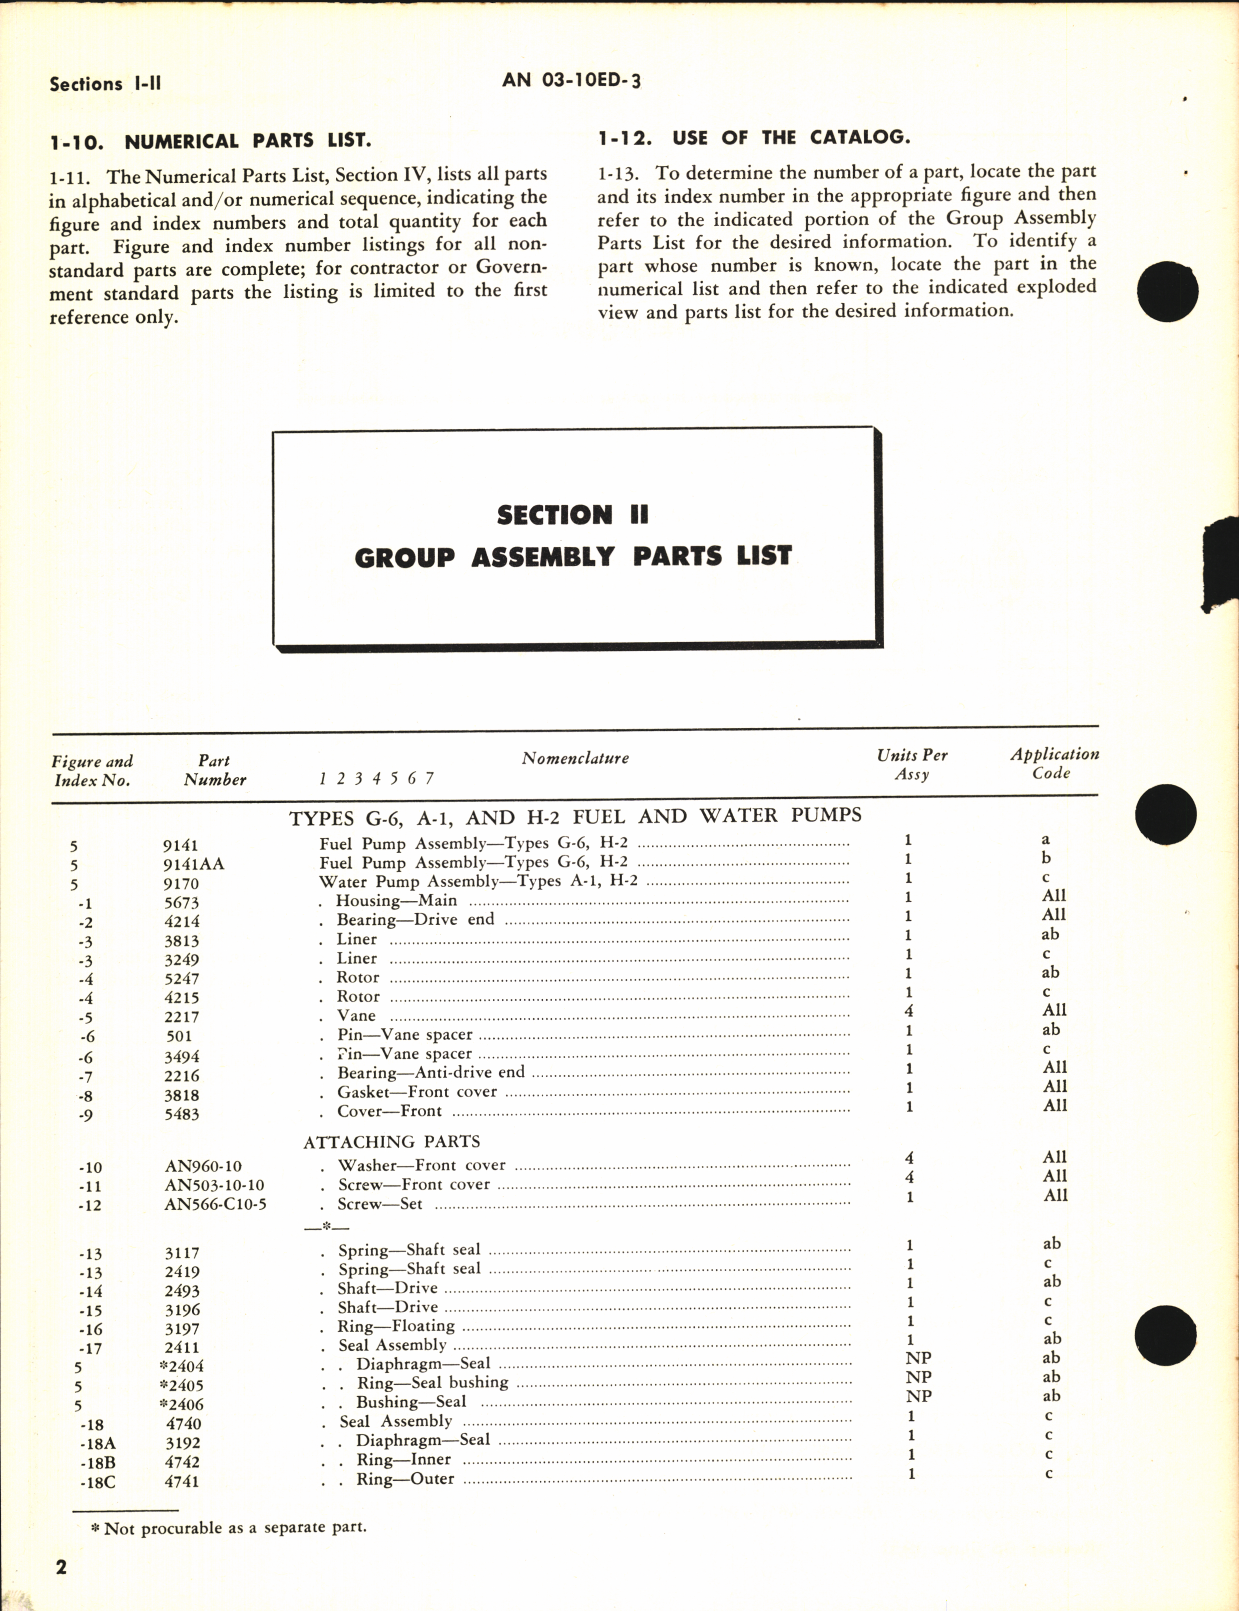 Sections I-II
AN 03-10ED-3
1-10. NUMERICAL PARTS LIST.
1-11. The Numerical Parts List, Section IV, lists all parts
in alphabetical and/or numerical sequence, indicating the
figure and index numbers and total quantity for each
part. Figure and index number listings for all non-
standard parts are complete; for contractor or Govern-
ment standard parts the listing is limited to the first
reference only.
1-12. USE OF THE CATALOG.
1-13. To determine the number of a part, locate the part
and its index number in the appropriate figure and then
refer to the indicated portion of the Group Assembly
Parts List for the desired information. To identify a
part whose number is known, locate the part in the
numerical list and then refer to the indicated exploded
view and parts list for the desired information.
SECTION II
GROUP ASSEMBLY PARTS LIST
Figure and Index No. Part Number 1 2 3 4 5 6 7 Nomenclature Units Per Assy Application Code
TYPES G-6, A-1, AND H-2 FUEL AND WATER PUMPS
5 9141 Fuel Pump Assembly—Types G-6, H-2 1 a
5 9141AA Fuel Pump Assembly—Types G-6, H-2 1 b
5 9170 Water Pump Assembly—Types A-1, H-2 1 c
-1 5673 . Housing—Main 1 All
-2 4214 . Bearing—Drive end 1 All
-3 3813 . Liner 1 ab
-3 3249 . Liner 1 c
-4 5247 . Rotor 1 ab
-4 4215 . Rotor 1 c
-5 2217 . Vane 4 All
-6 501 . Pin—Vane spacer 1 ab
-6 3494 . Pin—Vane spacer 1 c
-7 2216 . Bearing—Anti-drive end 1 All
-8 3818 . Gasket—Front cover 1 All
-9 5483 . Cover—Front 1 All
ATTACHING PARTS
-10 AN960-10 . Washer—Front cover 4 All
-11 AN503-10-10 . Screw—Front cover 4 All
-12 AN566-C10-5 . Screw—Set 1 All
—*—
-13 3117 . Spring—Shaft seal 1 ab
-13 2419 . Spring—Shaft seal 1 c
-14 2493 . Shaft—Drive 1 ab
-15 3196 . Shaft—Drive 1 c
-16 3197 . Ring—Floating 1 c
-17 2411 . Seal Assembly 1 ab
5 *2404 . . Diaphragm—Seal NP ab
5 *2405 . . Ring—Seal bushing NP ab
5 *2406 . . Bushing—Seal NP ab
-18 4740 . Seal Assembly 1 c
-18A 3192 . . Diaphragm—Seal 1 c
-18B 4742 . . Ring—Inner 1 c
-18C 4741 . . Ring—Outer 1 c
* Not procurable as a separate part.
2